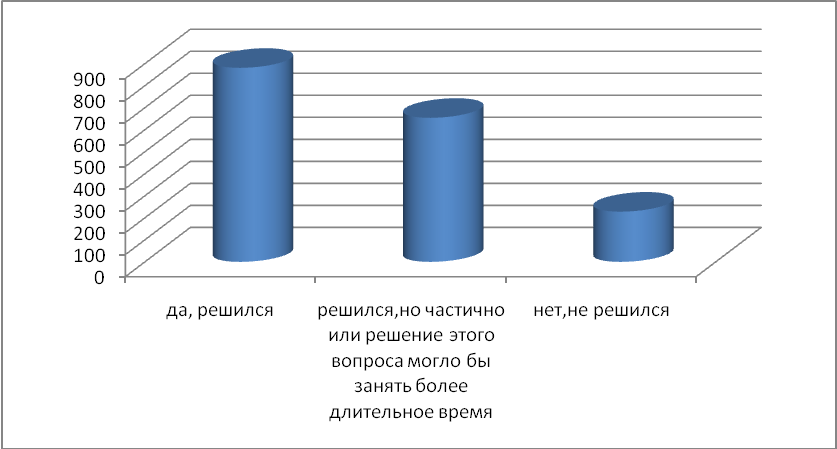 900
800
700
600
500
400
300
200
100
0
да, решился
решился,но частично
или решение этого
вопроса могло бы
занять более
длительное время
нет,не решился